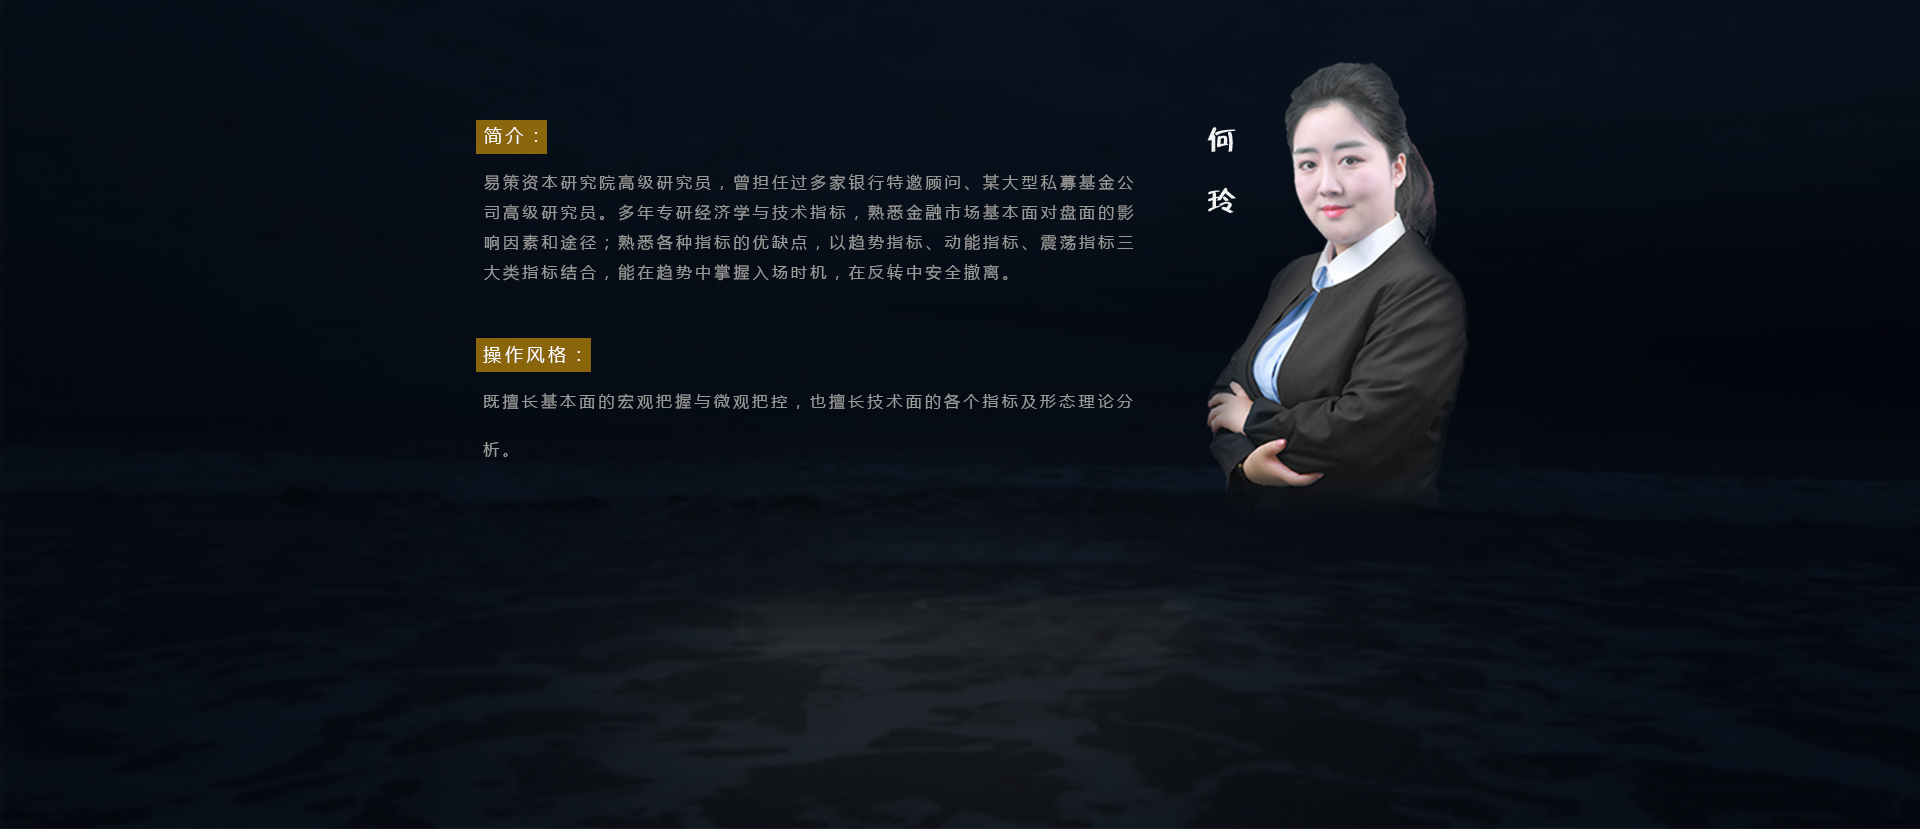 简介：
易策资本研究院高级研究员，曾担任过多家银行特邀顾问、某大型私募基金公
司高级研究员。多年专研经济学与技术指标，熟悉金融市场基本面对盘面的影
响因素和途径；熟悉各种指标的优缺点，以趋势指标、动能指标、震荡指标三
大类指标结合，能在趋势中掌握入场时机，在反转中安全撤离。
操作风格：
既擅长基本面的宏观把握与微观把控，也擅长技术面的各个指标及形态理论分
析。
何
玲